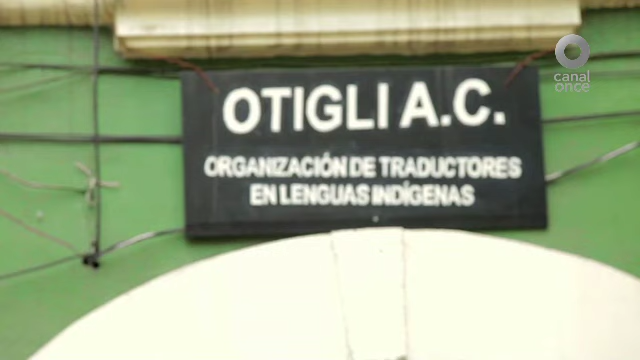 canal
once
OTIGLI A.C.
ORGANIZACIÓN DE TRADUCTORES
EN LENGUAS INDÍGENAS